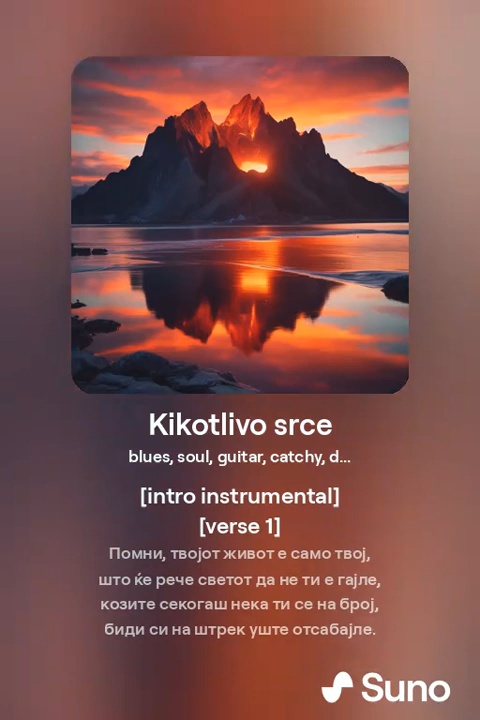 Kikotlivo srce
blues, soul, guitar, catchy, d...
[intro instrumental]
[verse 1]
Помни, твојот живот е само твој,
што ќе рече светот да не ти е гајле,
козите секогаш нека ти се на број,
биди си на штрек уште отсабајле.
Suno